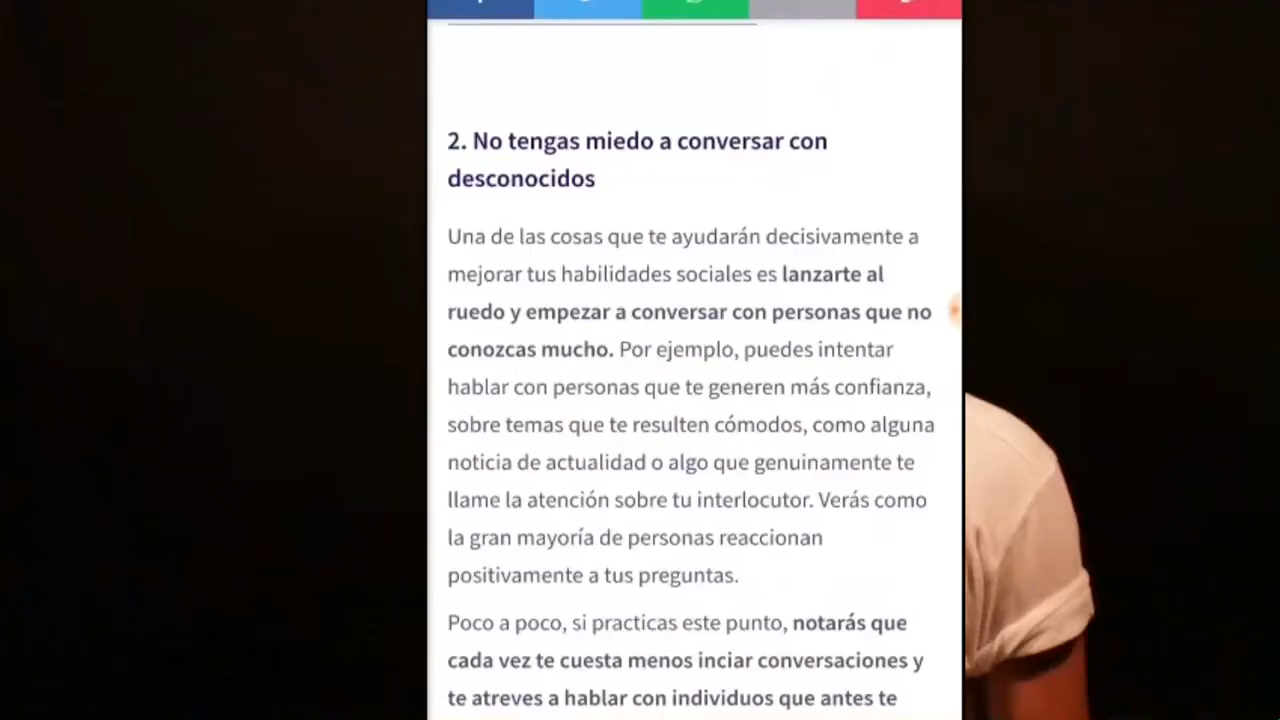 2. No tengas miedo a conversar con
desconocidos
Una de las cosas que te ayudarán decisivamente a
mejorar tus habilidades sociales es lanzarte al
ruedo y empezar a conversar con personas que no
conozcas mucho. Por ejemplo, puedes intentar
hablar con personas que te generen más confianza,
sobre temas que te resulten cómodos, como alguna
noticia de actualidad o algo que genuinamente te
llame la atención sobre tu interlocutor. Verás como
la gran mayoría de personas reaccionan
positivamente a tus preguntas.
Poco a poco, si practicas este punto, notarás que
cada vez te cuesta menos inciar conversaciones y
te atreves a hablar con individuos que antes te